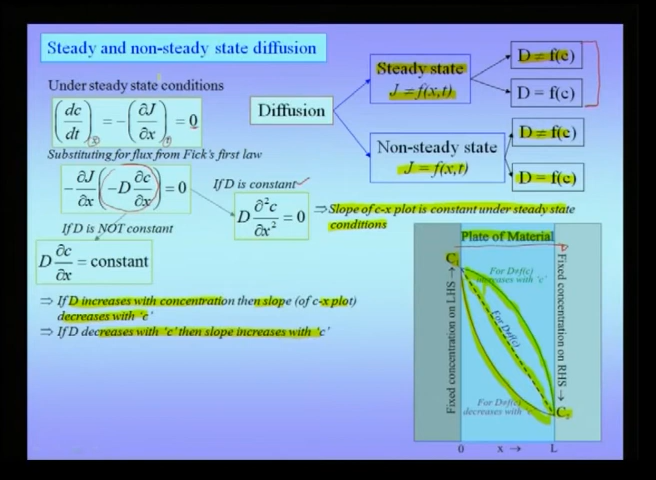 Steady and non-steady state diffusion
Under steady state conditions
(dc/dt)x = −(∂J/∂x)t = 0
Substituting for flux from Fick's first law
−∂J/∂x (−D ∂c/∂x) = 0
If D is constant
D ∂²c/∂x² = 0
⇒ Slope of c-x plot is constant under steady state
conditions
If D is NOT constant
D ∂c/∂x = constant
⇒ If D increases with concentration then slope (of c-x plot)
decreases with 'c'
⇒ If D decreases with 'c' then slope increases with 'c'
Diffusion
Steady state
J ≠ f(x,t)
D ≠ f(c)
D = f(c)
Non-steady state
J = f(x,t)
D ≠ f(c)
D = f(c)
Plate of Material
C1
Fixed concentration on LHS →
For D=f(c)
increases with 'c'
For D≠f(c)
For D=f(c)
decreases with 'c'
Fixed concentration on RHS →
C2
0 x → L